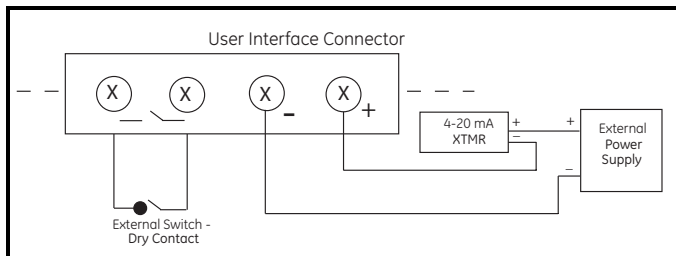 User Interface Connector
X X X - X +
4-20 mA
XTMR
+
−
+
−
External
Power
Supply
External Switch -
Dry Contact